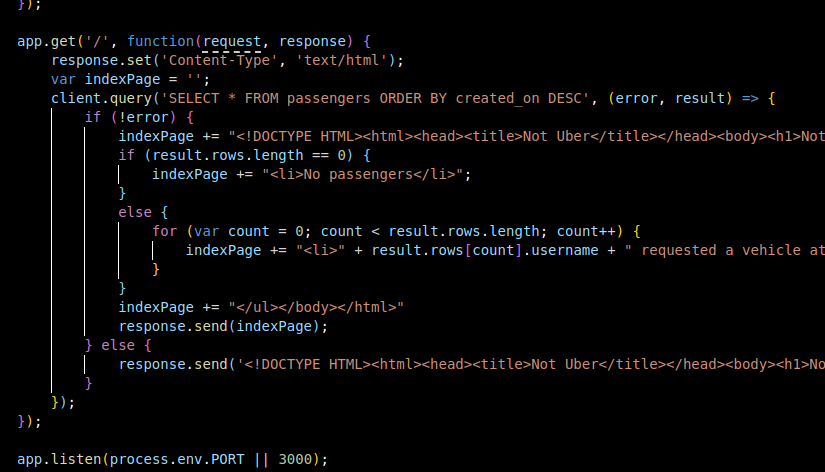 });
app.get('/', function(request, response) {
response.set('Content-Type', 'text/html');
var indexPage = '';
client.query('SELECT * FROM passengers ORDER BY created_on DESC', (error, result) => {
if (!error) {
indexPage += "<!DOCTYPE HTML><html><head><title>Not Uber</title></head><body><h1>Not
if (result.rows.length == 0) {
indexPage += "<li>No passengers</li>";
}
else {
for (var count = 0; count < result.rows.length; count++) {
indexPage += "<li>" + result.rows[count].username + " requested a vehicle at
}
}
indexPage += "</ul></body></html>"
response.send(indexPage);
} else {
response.send('<!DOCTYPE HTML><html><head><title>Not Uber</title></head><body><h1>No
}
});
});
app.listen(process.env.PORT || 3000);